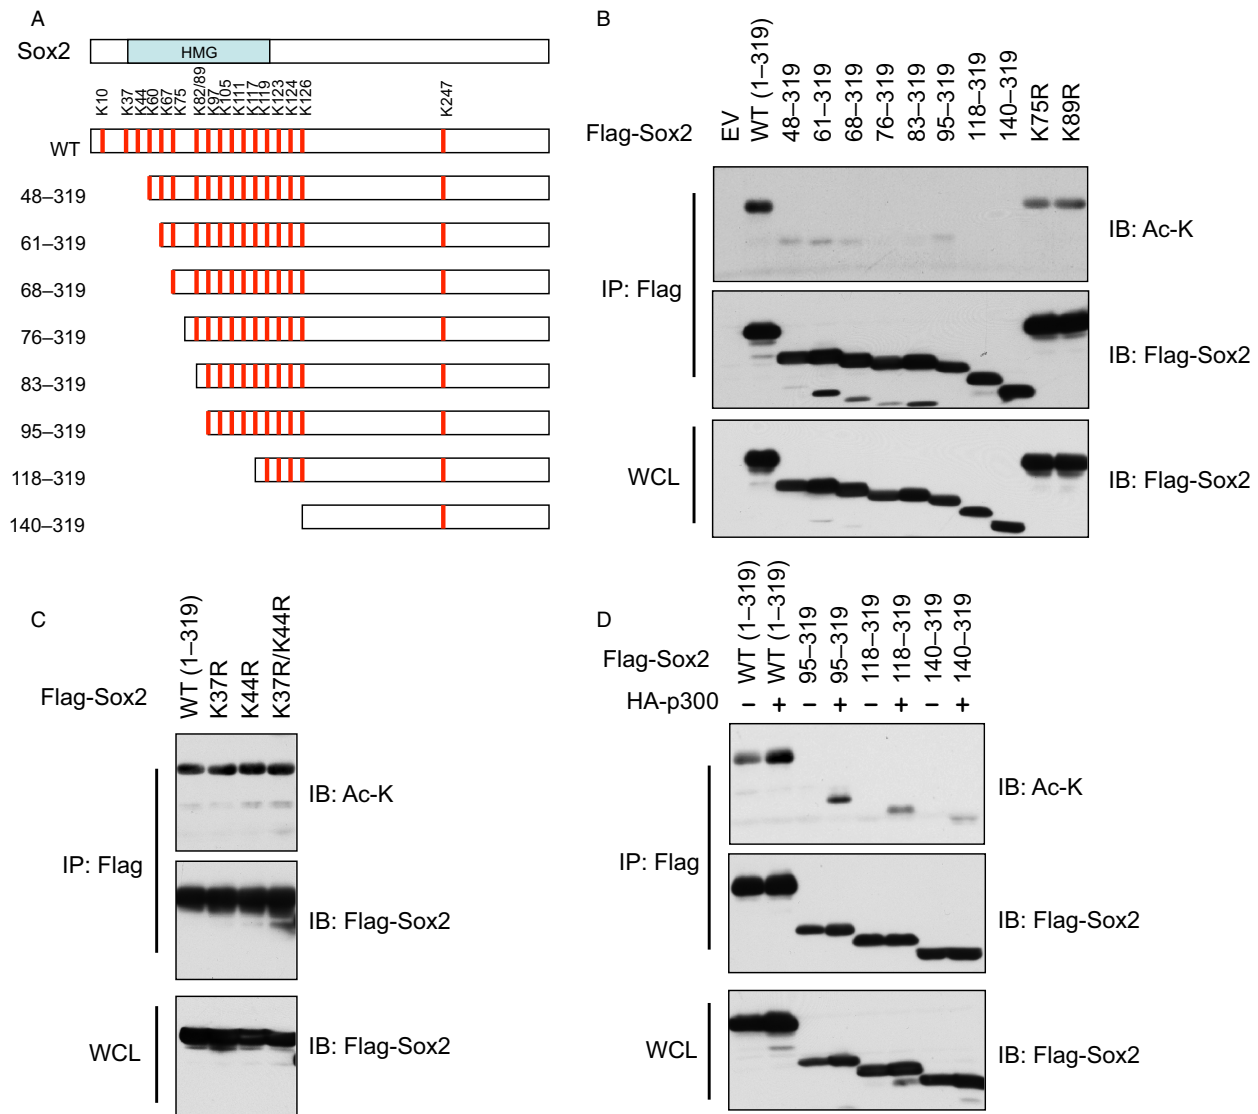 A
Sox2
HMG
K10
K37
K44
K60
K67
K75
K82/89
K97
K105
K111
K117
K119
K123
K124
K126
K247
WT
48–319
61–319
68–319
76–319
83–319
95–319
118–319
140–319
B
Flag-Sox2
EV
WT (1–319)
48–319
61–319
68–319
76–319
83–319
95–319
118–319
140–319
K75R
K89R
IP: Flag
IB: Ac-K
IB: Flag-Sox2
WCL
IB: Flag-Sox2
C
Flag-Sox2
WT (1–319)
K37R
K44R
K37R/K44R
IP: Flag
IB: Ac-K
IB: Flag-Sox2
WCL
IB: Flag-Sox2
D
Flag-Sox2
WT (1–319)
WT (1–319)
95–319
95–319
118–319
118–319
140–319
140–319
HA-p300 – + – + – + – +
IP: Flag
IB: Ac-K
IB: Flag-Sox2
WCL
IB: Flag-Sox2